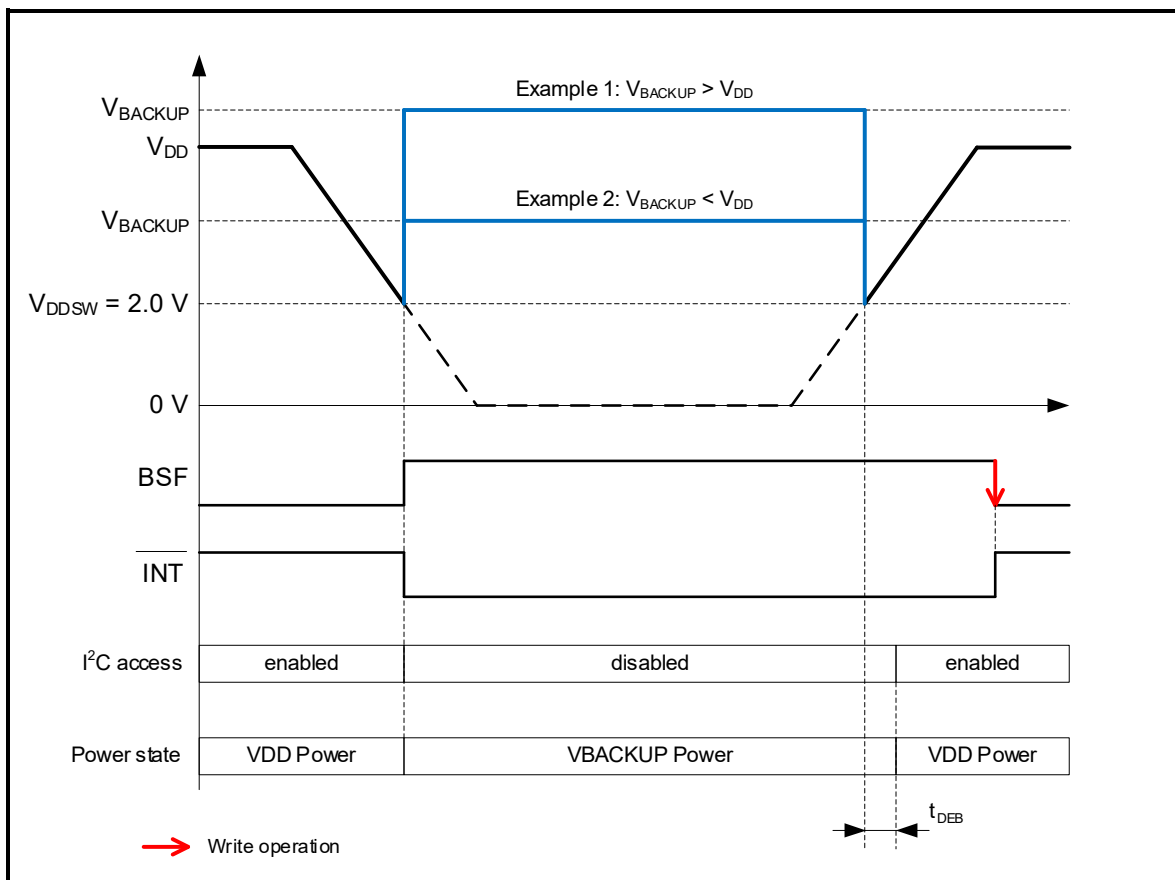 Example 1: VBACKUP > VDD
VBACKUP
VDD
Example 2: VBACKUP < VDD
VBACKUP
VDDSW = 2.0 V
0 V
BSF
INT
I²C access enabled disabled enabled
Power state VDD Power VBACKUP Power VDD Power
tDEB
Write operation